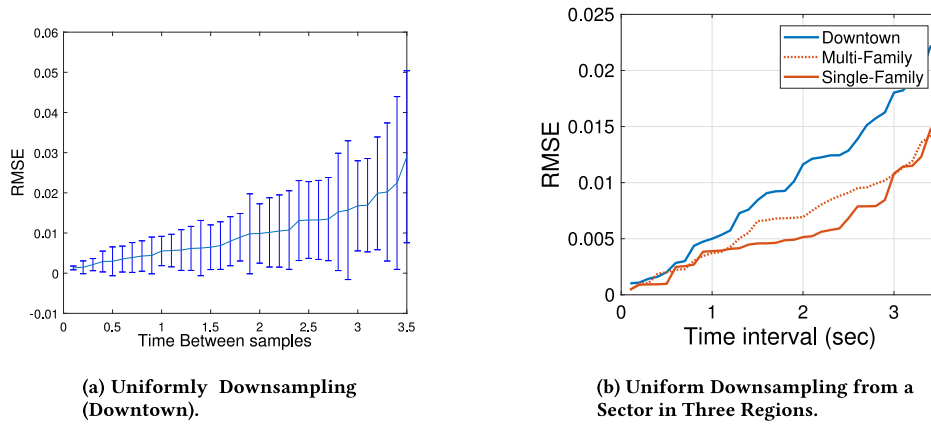 0.06
0.05
0.04
0.03
0.02
0.01
0
-0.01
RMSE
0 0.5 1 1.5 2 2.5 3 3.5
Time Between samples
(a) Uniformly Downsampling
(Downtown).
0.025
0.02
0.015
0.01
0.005
0
RMSE
Downtown
Multi-Family
Single-Family
0 1 2 3
Time interval (sec)
(b) Uniform Downsampling from a
Sector in Three Regions.